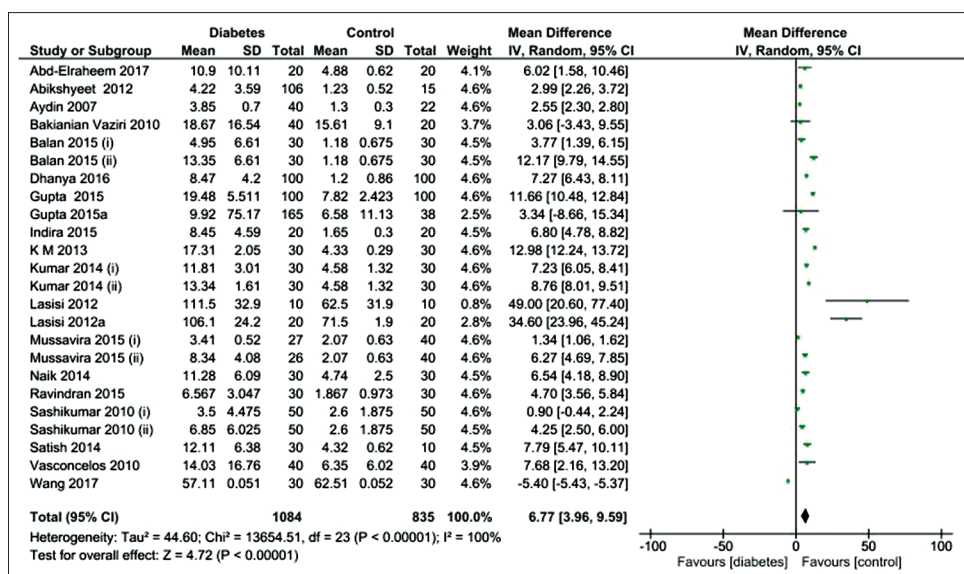 Diabetes Control Mean Difference Mean Difference
Study or Subgroup Mean SD Total Mean SD Total Weight IV, Random, 95% CI IV, Random, 95% CI
Abd-Elraheem 2017 10.9 10.11 20 4.88 0.62 20 4.1% 6.02 [1.58, 10.46]
Abikshyeet 2012 4.22 3.59 106 1.23 0.52 15 4.6% 2.99 [2.26, 3.72]
Aydin 2007 3.85 0.7 40 1.3 0.3 22 4.6% 2.55 [2.30, 2.80]
Bakianian Vaziri 2010 18.67 16.54 40 15.61 9.1 20 3.7% 3.06 [-3.43, 9.55]
Balan 2015 (i) 4.95 6.61 30 1.18 0.675 30 4.5% 3.77 [1.39, 6.15]
Balan 2015 (ii) 13.35 6.61 30 1.18 0.675 30 4.5% 12.17 [9.79, 14.55]
Dhanya 2016 8.47 4.2 100 1.2 0.86 100 4.6% 7.27 [6.43, 8.11]
Gupta 2015 19.48 5.511 100 7.82 2.423 100 4.6% 11.66 [10.48, 12.84]
Gupta 2015a 9.92 75.17 165 6.58 11.13 38 2.5% 3.34 [-8.66, 15.34]
Indira 2015 8.45 4.59 20 1.65 0.3 20 4.5% 6.80 [4.78, 8.82]
K M 2013 17.31 2.05 30 4.33 0.29 30 4.6% 12.98 [12.24, 13.72]
Kumar 2014 (i) 11.81 3.01 30 4.58 1.32 30 4.6% 7.23 [6.05, 8.41]
Kumar 2014 (ii) 13.34 1.61 30 4.58 1.32 30 4.6% 8.76 [8.01, 9.51]
Lasisi 2012 111.5 32.9 10 62.5 31.9 10 0.8% 49.00 [20.60, 77.40]
Lasisi 2012a 106.1 24.2 20 71.5 1.9 20 2.8% 34.60 [23.96, 45.24]
Mussavira 2015 (i) 3.41 0.52 27 2.07 0.63 40 4.6% 1.34 [1.06, 1.62]
Mussavira 2015 (ii) 8.34 4.08 26 2.07 0.63 40 4.6% 6.27 [4.69, 7.85]
Naik 2014 11.28 6.09 30 4.74 2.5 30 4.5% 6.54 [4.18, 8.90]
Ravindran 2015 6.567 3.047 30 1.867 0.973 30 4.6% 4.70 [3.56, 5.84]
Sashikumar 2010 (i) 3.5 4.475 50 2.6 1.875 50 4.6% 0.90 [-0.44, 2.24]
Sashikumar 2010 (ii) 6.85 6.025 50 2.6 1.875 50 4.5% 4.25 [2.50, 6.00]
Satish 2014 12.11 6.38 30 4.32 0.62 10 4.5% 7.79 [5.47, 10.11]
Vasconcelos 2010 14.03 16.76 40 6.35 6.02 40 3.9% 7.68 [2.16, 13.20]
Wang 2017 57.11 0.051 30 62.51 0.052 30 4.6% -5.40 [-5.43, -5.37]
Total (95% CI) 1084 835 100.0% 6.77 [3.96, 9.59]
Heterogeneity: Tau² = 44.60; Chi² = 13654.51, df = 23 (P < 0.00001); I² = 100%
Test for overall effect: Z = 4.72 (P < 0.00001)
-100 -50 0 50 100
Favours [diabetes] Favours [control]